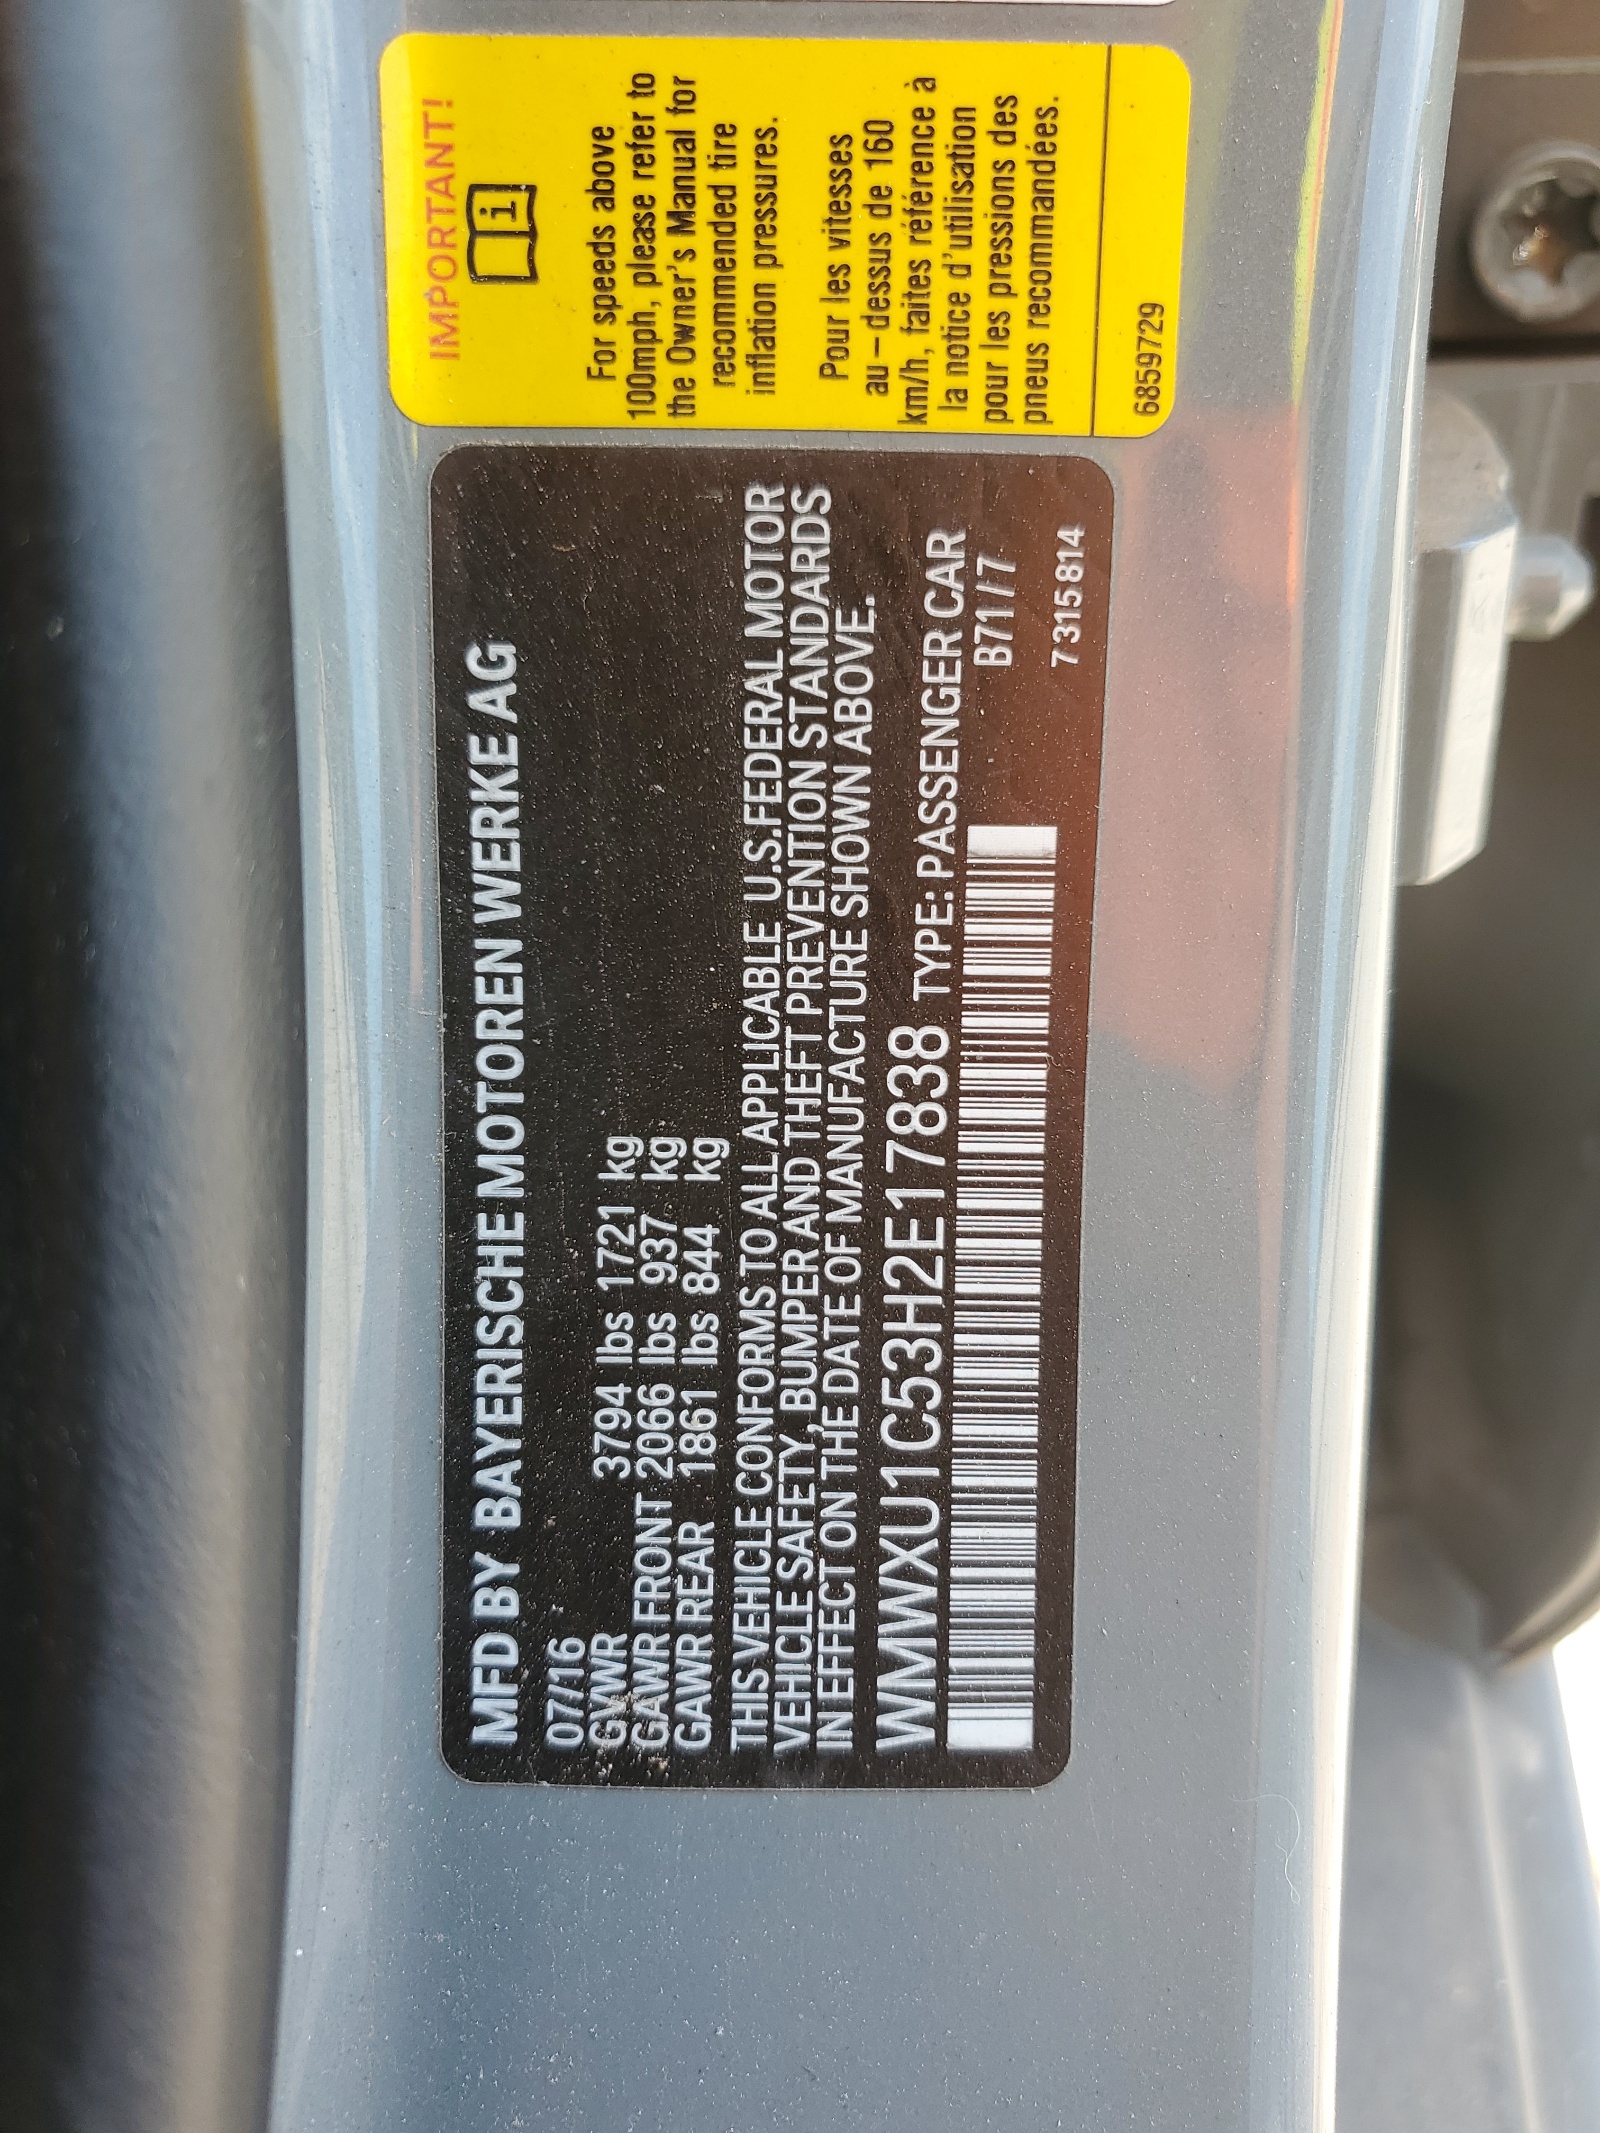 MFD BY BAYERISCHE MOTOREN WERKE AG
07/16
GVWR 3794 lbs 1721 kg
GAWR FRONT 2066 lbs 937 kg
GAWR REAR 1861 lbs 844 kg
THIS VEHICLE CONFORMS TO ALL APPLICABLE U.S.FEDERAL MOTOR
VEHICLE SAFETY, BUMPER AND THEFT PREVENTION STANDARDS
IN EFFECT ON THE DATE OF MANUFACTURE SHOWN ABOVE.
WMWXU1C53H2E17838 TYPE: PASSENGER CAR
B71/7
7315814
IMPORTANT!
i
For speeds above
100mph, please refer to
the Owner's Manual for
recommended tire
inflation pressures.
Pour les vitesses
au-dessus de 160
km/h, faites référence à
la notice d'utilisation
pour les pressions des
pneus recommandées.
6859729